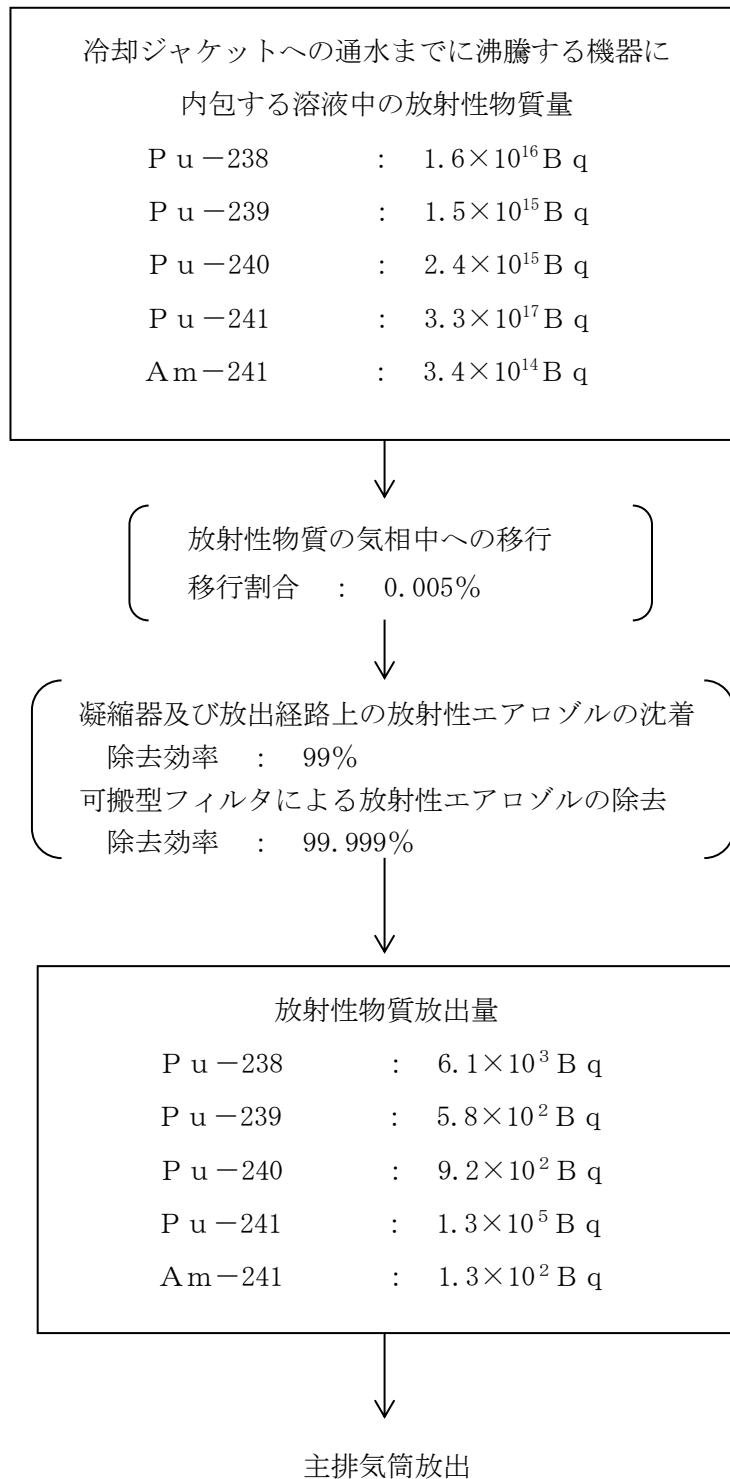 冷却ジャケットへの通水までに沸騰する機器に
内包する溶液中の放射性物質量
Ｐｕ－238 : 1.6×10¹⁶Ｂｑ
Ｐｕ－239 : 1.5×10¹⁵Ｂｑ
Ｐｕ－240 : 2.4×10¹⁵Ｂｑ
Ｐｕ－241 : 3.3×10¹⁷Ｂｑ
Ａｍ－241 : 3.4×10¹⁴Ｂｑ
放射性物質の気相中への移行
移行割合 : 0.005％
凝縮器及び放出経路上の放射性エアロゾルの沈着
除去効率 : 99％
可搬型フィルタによる放射性エアロゾルの除去
除去効率 : 99.999％
放射性物質放出量
Ｐｕ－238 : 6.1×10³Ｂｑ
Ｐｕ－239 : 5.8×10²Ｂｑ
Ｐｕ－240 : 9.2×10²Ｂｑ
Ｐｕ－241 : 1.3×10⁵Ｂｑ
Ａｍ－241 : 1.3×10²Ｂｑ
主排気筒放出